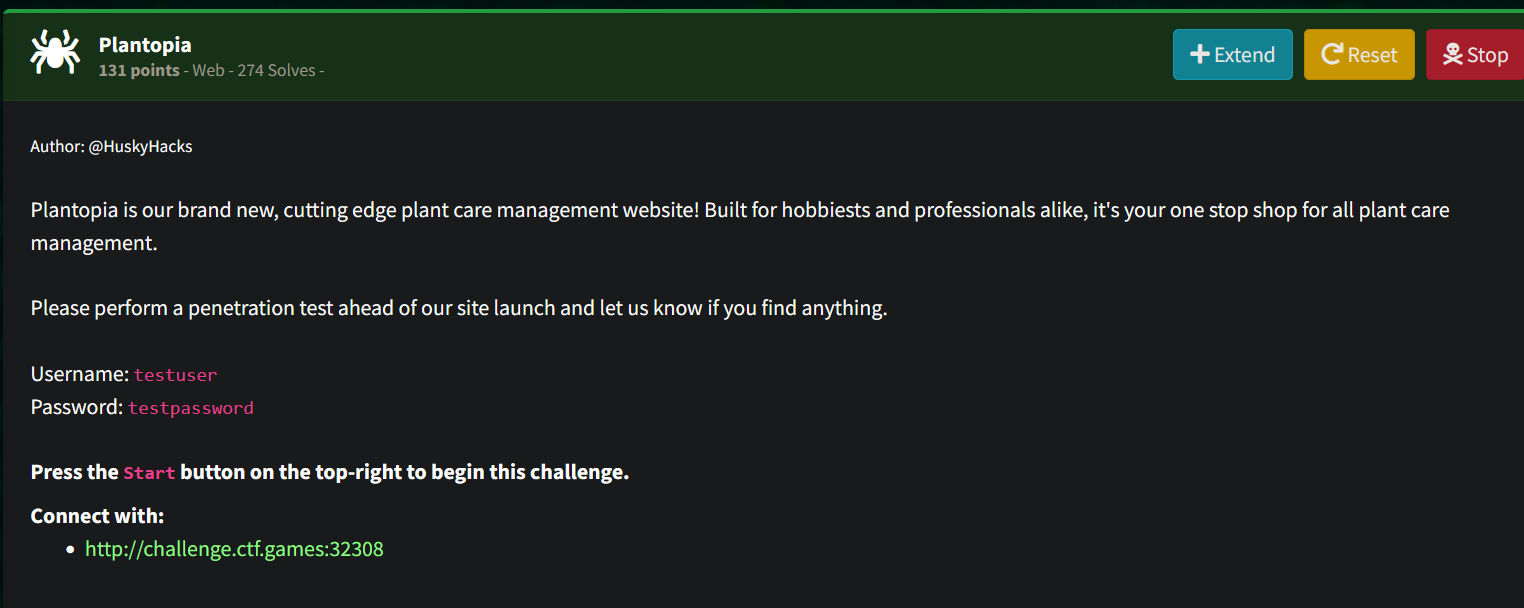 Plantopia
131 points - Web - 274 Solves -
Extend
Reset
Stop
Author: @HuskyHacks
Plantopia is our brand new, cutting edge plant care management website! Built for hobbiests and professionals alike, it's your one stop shop for all plant care
management.
Please perform a penetration test ahead of our site launch and let us know if you find anything.
Username: testuser
Password: testpassword
Press the Start button on the top-right to begin this challenge.
Connect with:
• http://challenge.ctf.games:32308